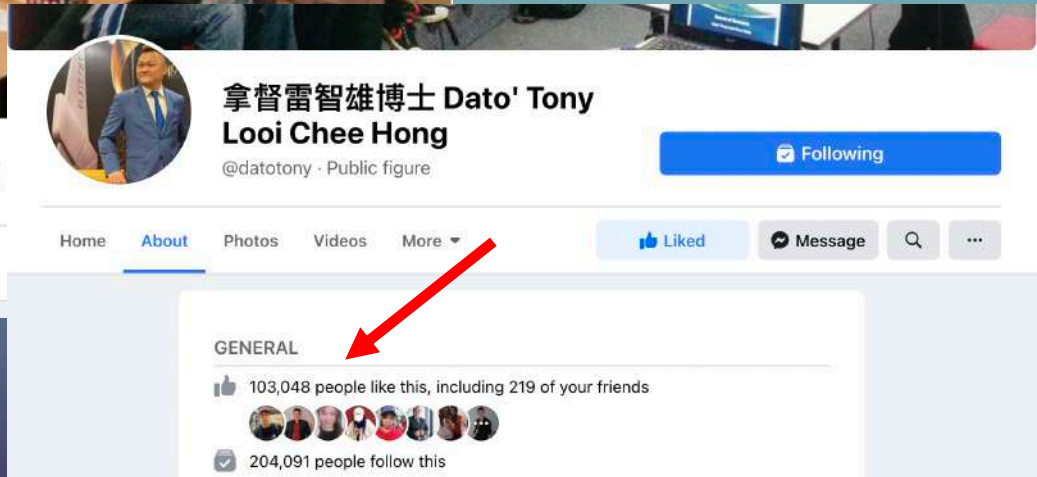 拿督雷智雄博士 Dato' Tony
Looi Chee Hong
@datotony · Public figure
Following
Home About Photos Videos More
Liked
Message
GENERAL
103,048 people like this, including 219 of your friends
204,091 people follow this